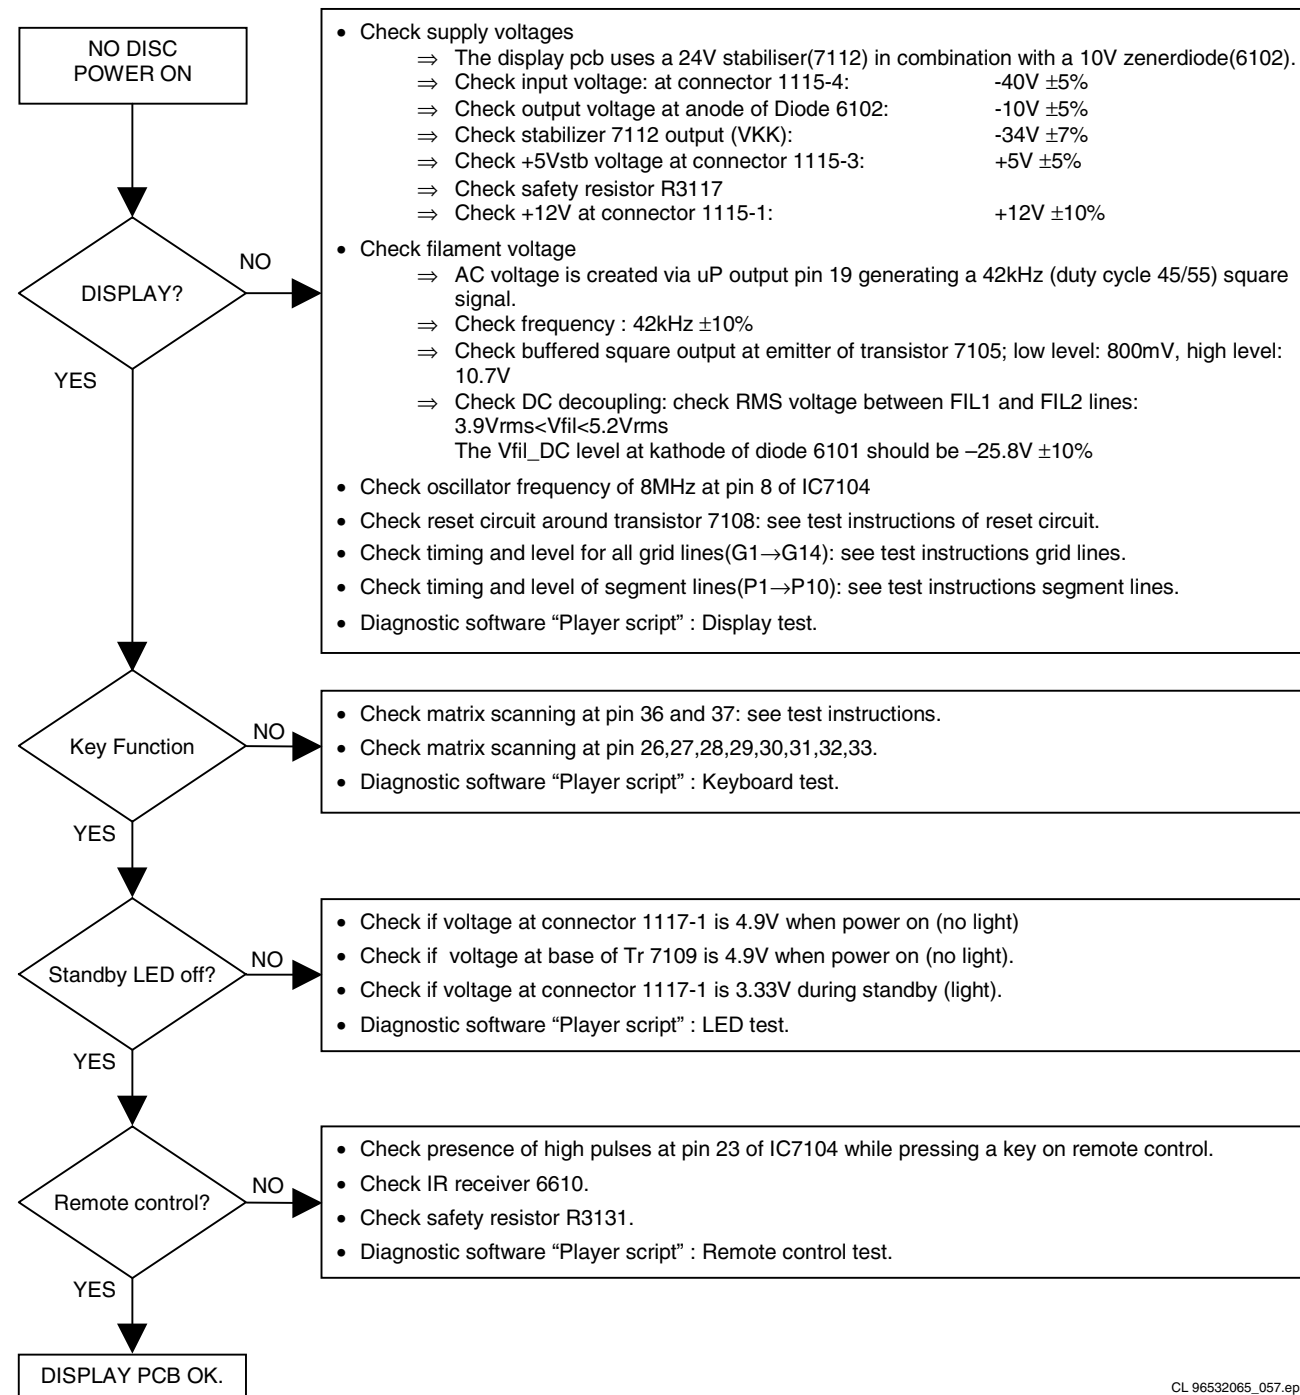 NO DISC
POWER ON
DISPLAY?
NO
YES
• Check supply voltages
⇒ The display pcb uses a 24V stabiliser(7112) in combination with a 10V zenerdiode(6102).
⇒ Check input voltage: at connector 1115-4: -40V ±5%
⇒ Check output voltage at anode of Diode 6102: -10V ±5%
⇒ Check stabilizer 7112 output (VKK): -34V ±7%
⇒ Check +5Vstb voltage at connector 1115-3: +5V ±5%
⇒ Check safety resistor R3117
⇒ Check +12V at connector 1115-1: +12V ±10%
• Check filament voltage
⇒ AC voltage is created via uP output pin 19 generating a 42kHz (duty cycle 45/55) square
signal.
⇒ Check frequency : 42kHz ±10%
⇒ Check buffered square output at emitter of transistor 7105; low level: 800mV, high level:
10.7V
⇒ Check DC decoupling: check RMS voltage between FIL1 and FIL2 lines:
3.9Vrms<Vfil<5.2Vrms
The Vfil_DC level at kathode of diode 6101 should be –25.8V ±10%
• Check oscillator frequency of 8MHz at pin 8 of IC7104
• Check reset circuit around transistor 7108: see test instructions of reset circuit.
• Check timing and level for all grid lines(G1→G14): see test instructions grid lines.
• Check timing and level of segment lines(P1→P10): see test instructions segment lines.
• Diagnostic software “Player script” : Display test.
Key Function
NO
YES
• Check matrix scanning at pin 36 and 37: see test instructions.
• Check matrix scanning at pin 26,27,28,29,30,31,32,33.
• Diagnostic software “Player script” : Keyboard test.
Standby LED off?
NO
YES
• Check if voltage at connector 1117-1 is 4.9V when power on (no light)
• Check if voltage at base of Tr 7109 is 4.9V when power on (no light).
• Check if voltage at connector 1117-1 is 3.33V during standby (light).
• Diagnostic software “Player script” : LED test.
Remote control?
NO
YES
• Check presence of high pulses at pin 23 of IC7104 while pressing a key on remote control.
• Check IR receiver 6610.
• Check safety resistor R3131.
• Diagnostic software “Player script” : Remote control test.
DISPLAY PCB OK.
CL 96532065_057.ep